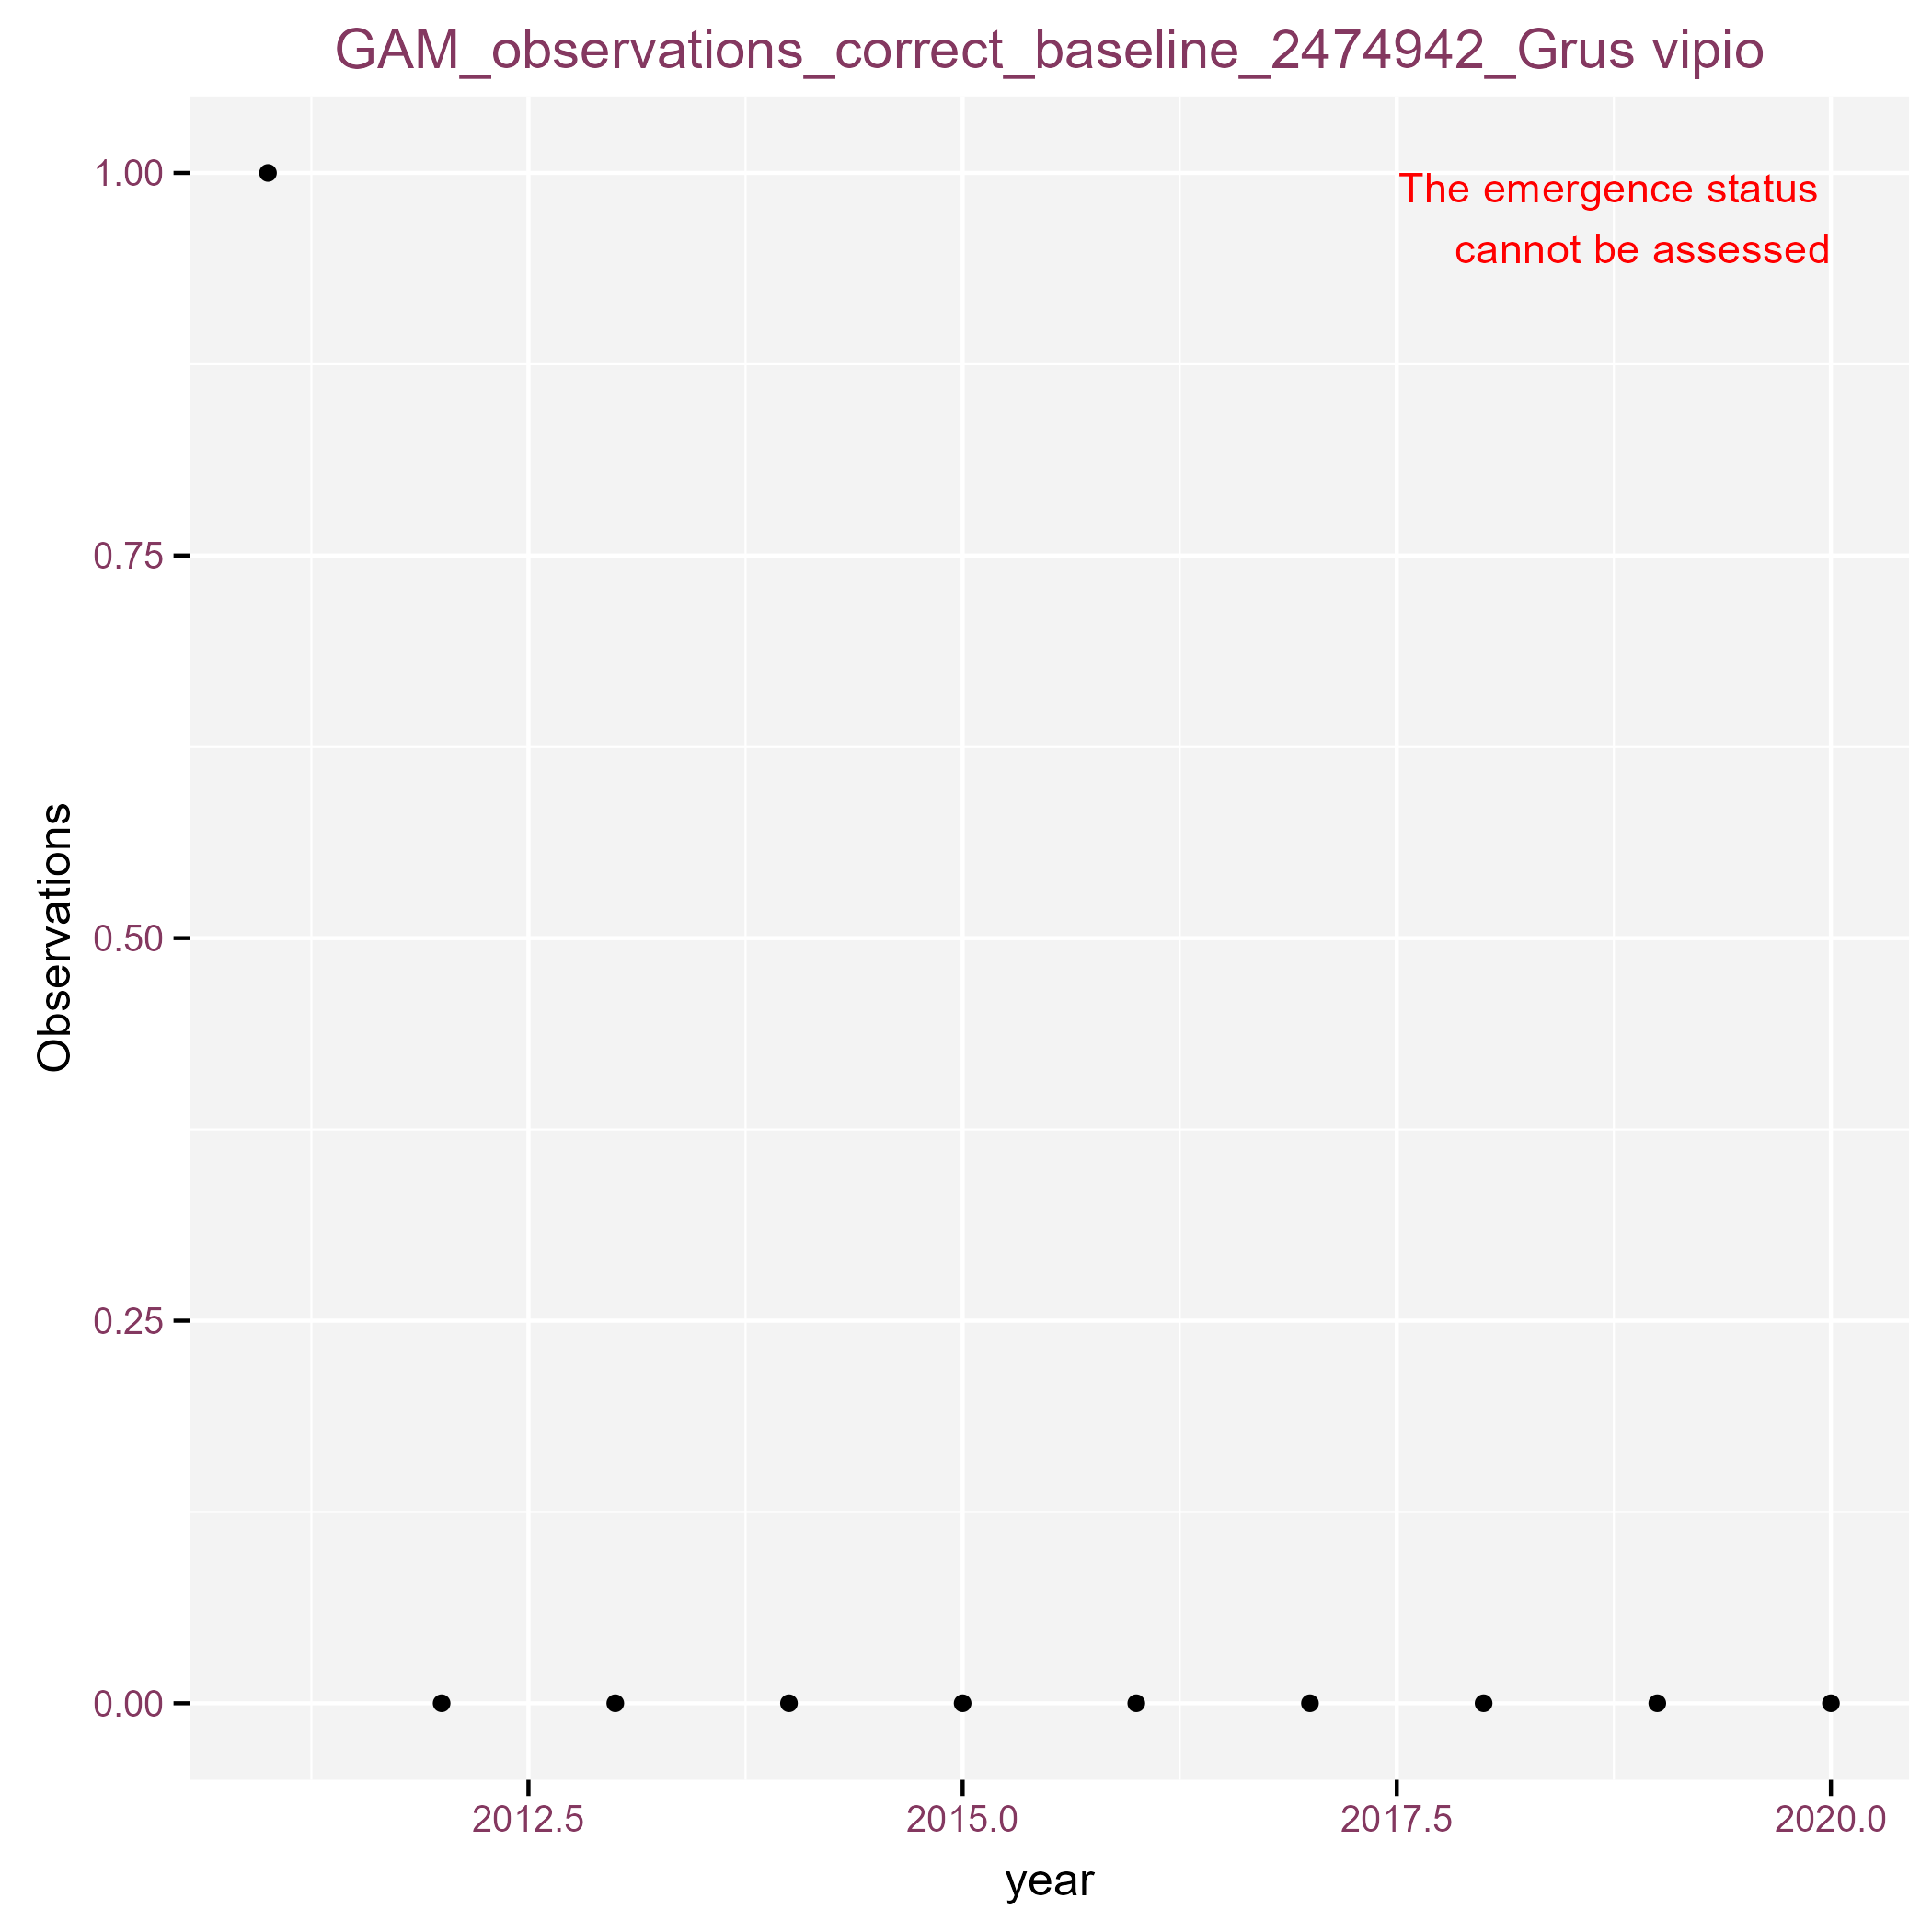 GAM_observations_correct_baseline_2474942_Grus vipio
The emergence status
cannot be assessed
Observations
1.00
0.75
0.50
0.25
0.00
2012.5
2015.0
2017.5
2020.0
year